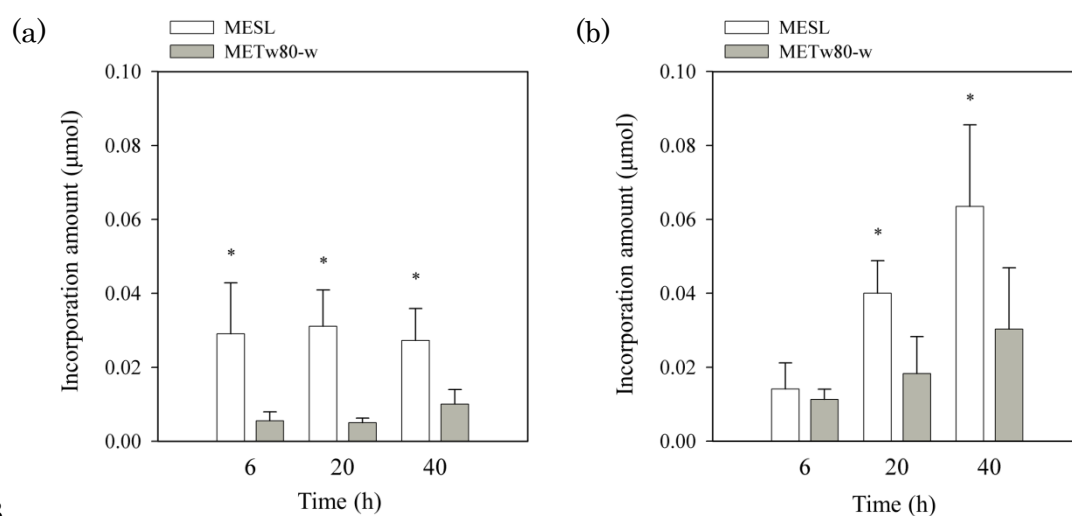 (a)
MESL
METw80-w
0.10
0.08
0.06
0.04
0.02
0.00
Incorporation amount (μmol)
*
*
*
6 20 40
Time (h)
(b)
MESL
METw80-w
0.10
0.08
0.06
0.04
0.02
0.00
Incorporation amount (μmol)
*
*
6 20 40
Time (h)